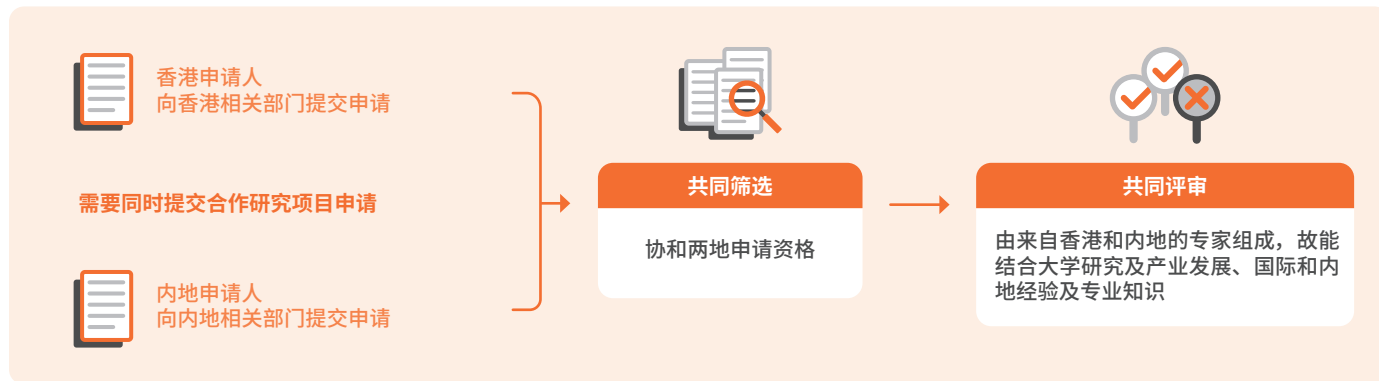 香港申请人
向香港相关部门提交申请
需要同时提交合作研究项目申请
内地申请人
向内地相关部门提交申请
共同筛选
协和两地申请资格
共同评审
由来自香港和内地的专家组成，故能
结合大学研究及产业发展、国际和内
地经验及专业知识